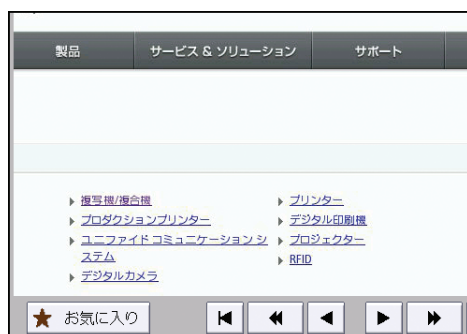 製品 サービス & ソリューション サポート
複写機/複合機
プロダクションプリンター
ユニファイドコミュニケーションシ
ステム
デジタルカメラ
プリンター
デジタル印刷機
プロジェクター
RFID
お気に入り